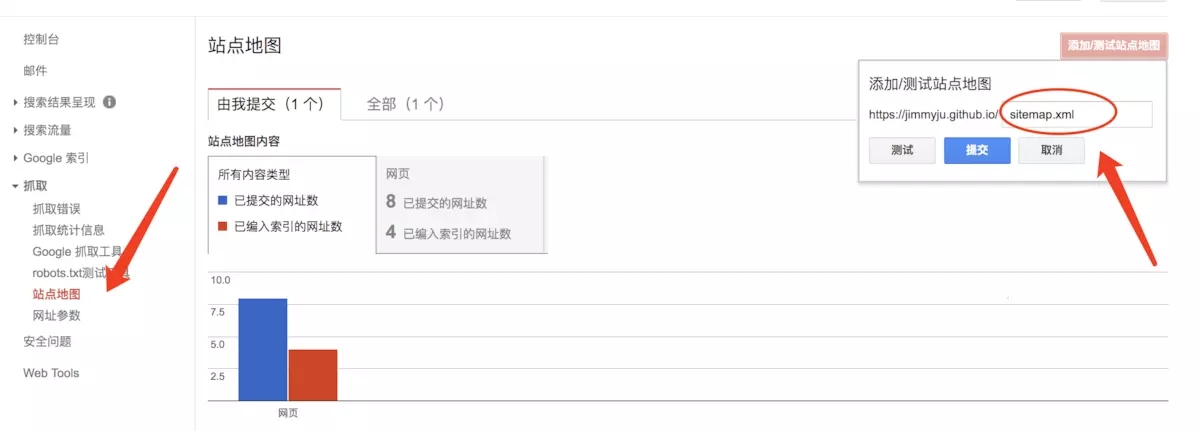 控制台
邮件
搜索结果呈现
搜索流量
Google 索引
抓取
抓取错误
抓取统计信息
Google 抓取工具
robots.txt测试
站点地图
网址参数
安全问题
Web Tools
站点地图
添加/测试站点地图
由我提交（1 个）
全部（1 个）
站点地图内容
所有内容类型
已提交的网址数
已编入索引的网址数
网页
8 已提交的网址数
4 已编入索引的网址数
添加/测试站点地图
https://jimmyju.github.io/ sitemap.xml
测试 提交 取消
10.0
7.5
5.0
2.5
网页